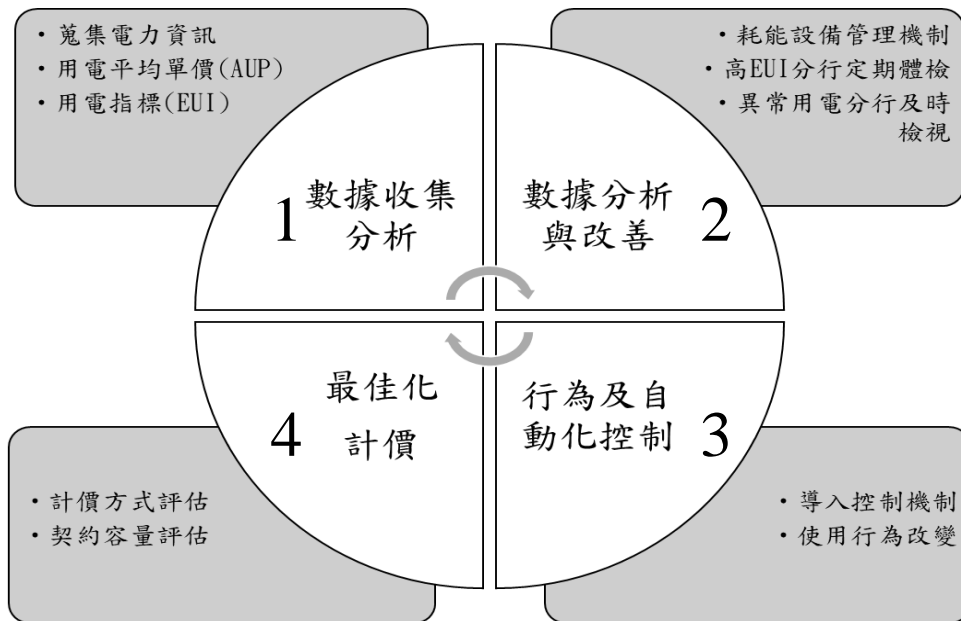 ・蒐集電力資訊
・用電平均單價(AUP)
・用電指標(EUI)
・耗能設備管理機制
・高EUI分行定期體檢
・異常用電分行及時
檢視
1
數據收集
分析
數據分析
與改善
2
行為及自
動化控制
3
・導入控制機制
・使用行為改變
4
最佳化
計價
・計價方式評估
・契約容量評估